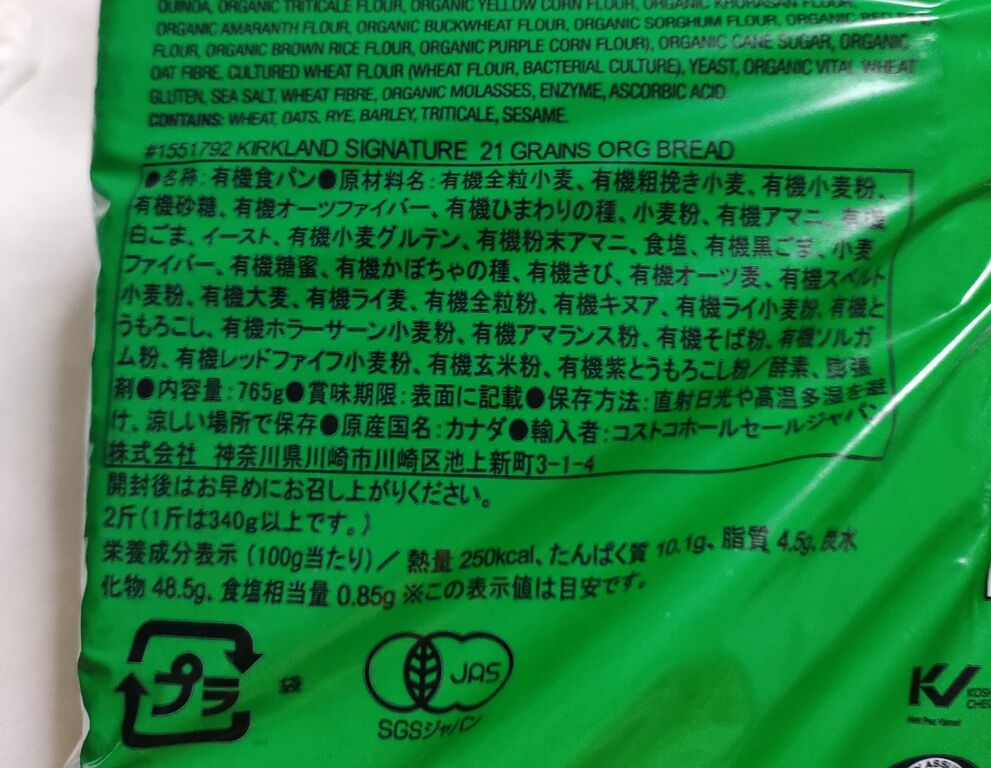 QUINOA, ORGANIC TRITICALE FLOUR, ORGANIC YELLOW CORN FLOUR, ORGANIC KHORASAN FLOUR,
ORGANIC AMARANTH FLOUR, ORGANIC BUCKWHEAT FLOUR, ORGANIC SORGHUM FLOUR, ORGANIC RED
FLOUR, ORGANIC BROWN RICE FLOUR, ORGANIC PURPLE CORN FLOUR), ORGANIC CANE SUGAR, ORGANIC
OAT FIBRE, CULTURED WHEAT FLOUR (WHEAT FLOUR, BACTERIAL CULTURE), YEAST, ORGANIC VITAL WHEAT
GLUTEN, SEA SALT, WHEAT FIBRE, ORGANIC MOLASSES, ENZYME, ASCORBIC ACID.
CONTAINS: WHEAT, OATS, RYE, BARLEY, TRITICALE, SESAME.
#1551792 KIRKLAND SIGNATURE 21 GRAINS ORG BREAD
●名称:有機食パン●原材料名:有機全粒小麦、有機粗挽き小麦、有機小麦粉、
有機砂糖、有機オーツファイバー、有機ひまわりの種、小麦粉、有機アマニ、
白ごま、イースト、有機小麦グルテン、有機粉末アマニ、食塩、有機黒ごま、小麦
ファイバー、有機糖蜜、有機かぼちゃの種、有機きび、有機オーツ麦、有機スペルト
小麦粉、有機大麦、有機ライ麦、有機全粒粉、有機キヌア、有機ライ小麦粉、有機と
うもろこし、有機ホラーサーン小麦粉、有機アマランス粉、有機そば粉、有機ソルガ
ム粉、有機レッドファイフ小麦粉、有機玄米粉、有機紫とうもろこし粉/酵素、膨張
剤●内容量:765g●賞味期限:表面に記載●保存方法:直射日光や高温多湿を避
け、涼しい場所で保存●原産国名:カナダ●輸入者:コストコホールセールジャパン
株式会社 神奈川県川崎市川崎区池上新町3-1-4
開封後はお早めにお召し上がりください。
2斤(1斤は340g以上です。)
栄養成分表示(100g当たり)/ 熱量 250kcal、たんぱく質 10.1g、脂質 4.5g、炭水
化物 48.5g、食塩相当量 0.85g ※この表示値は目安です。
プラ 袋
JAS
SGSジャパン